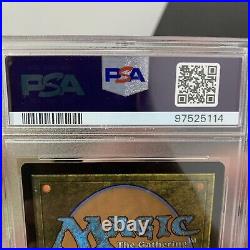 PSA
PSA
97525114
MAGIC
The Gathering